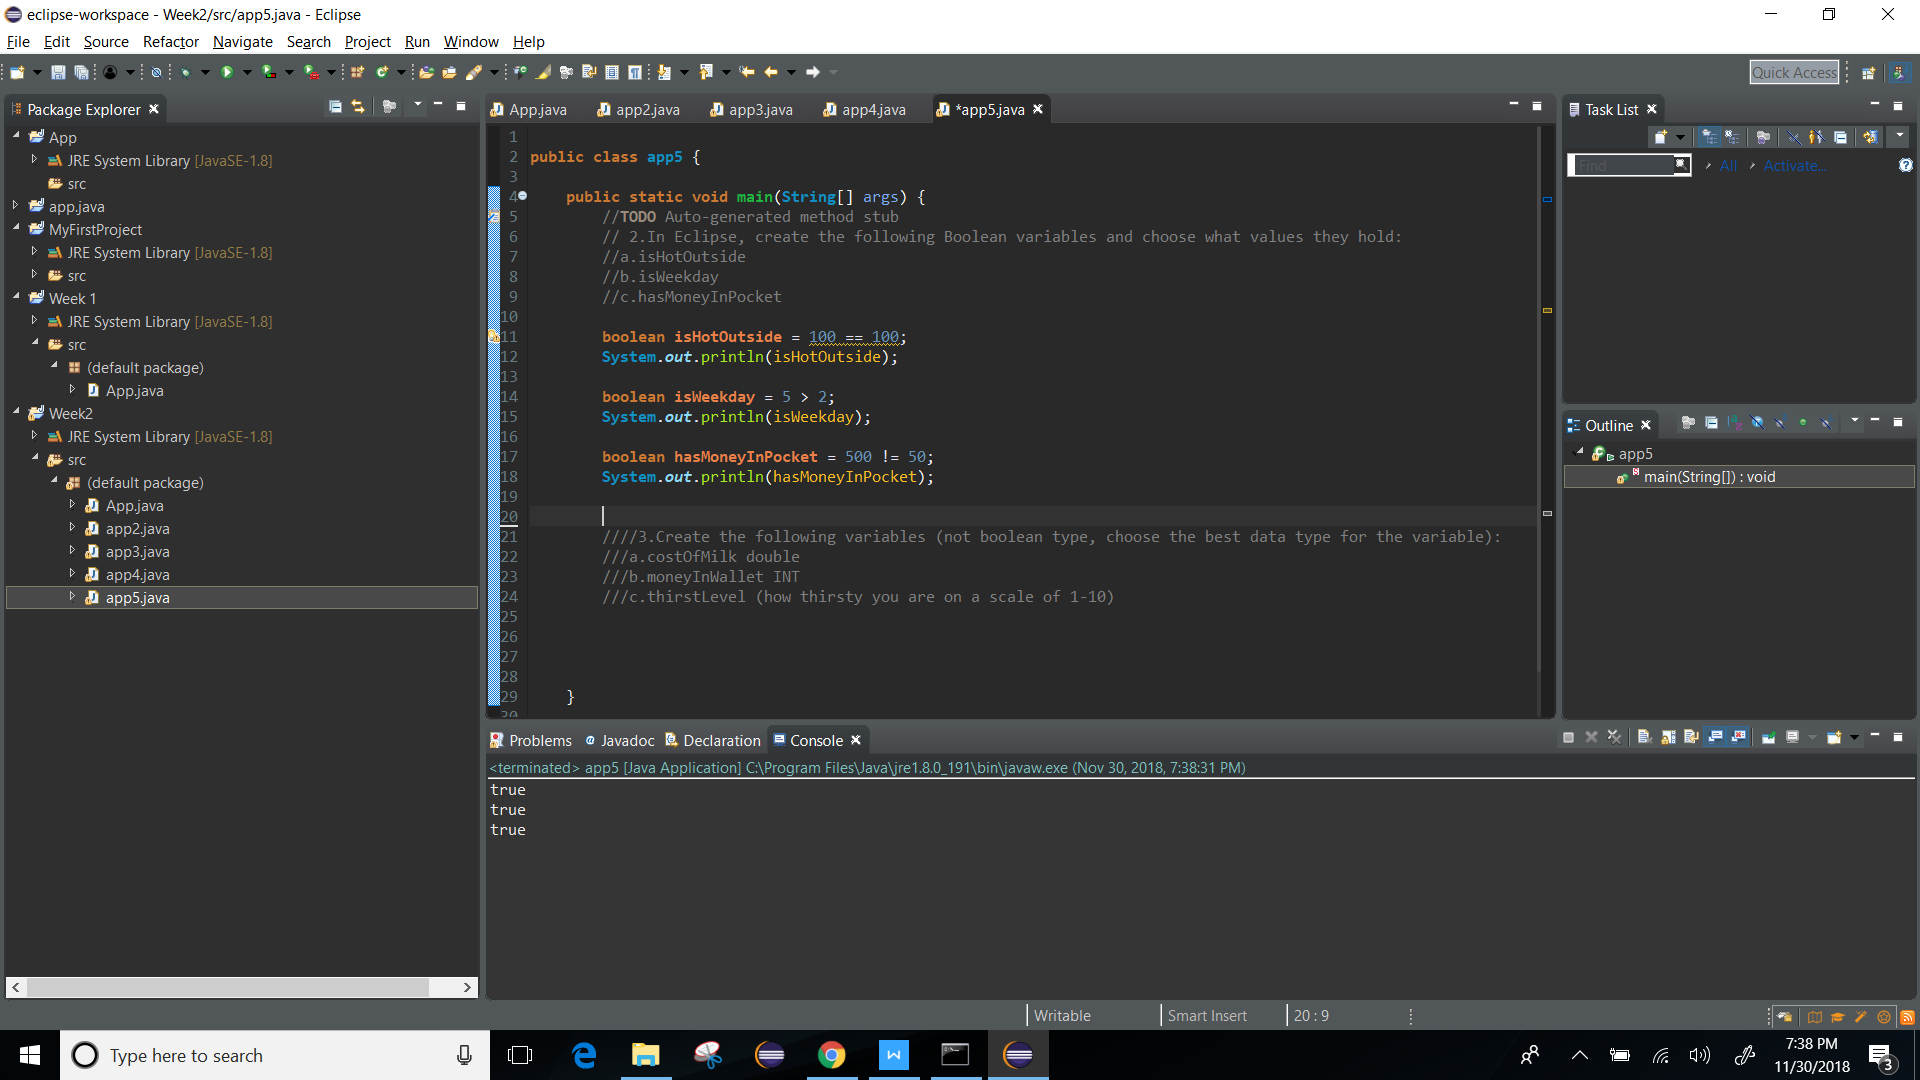 eclipse-workspace - Week2/src/app5.java - Eclipse
File Edit Source Refactor Navigate Search Project Run Window Help
Quick Access
Package Explorer
App
JRE System Library [JavaSE-1.8]
src
app.java
MyFirstProject
JRE System Library [JavaSE-1.8]
src
Week 1
JRE System Library [JavaSE-1.8]
src
(default package)
App.java
Week2
JRE System Library [JavaSE-1.8]
src
(default package)
App.java
app2.java
app3.java
app4.java
app5.java
App.java app2.java app3.java app4.java *app5.java
1
2 public class app5 {
3
4 public static void main(String[] args) {
5 //TODO Auto-generated method stub
6 // 2.In Eclipse, create the following Boolean variables and choose what values they hold:
7 //a.isHotOutside
8 //b.isWeekday
9 //c.hasMoneyInPocket
10
11 boolean isHotOutside = 100 == 100;
12 System.out.println(isHotOutside);
13
14 boolean isWeekday = 5 > 2;
15 System.out.println(isWeekday);
16
17 boolean hasMoneyInPocket = 500 != 50;
18 System.out.println(hasMoneyInPocket);
19
20
21 ////3.Create the following variables (not boolean type, choose the best data type for the variable):
22 ///a.costOfMilk double
23 ///b.moneyInWallet INT
24 ///c.thirstLevel (how thirsty you are on a scale of 1-10)
25
26
27
28
29 }
30
Task List
Find All Activate...
Outline
app5
main(String[]) : void
Problems Javadoc Declaration Console
<terminated> app5 [Java Application] C:\Program Files\Java\jre1.8.0_191\bin\javaw.exe (Nov 30, 2018, 7:38:31 PM)
true
true
true
Writable Smart Insert 20 : 9
Type here to search
7:38 PM
11/30/2018
3